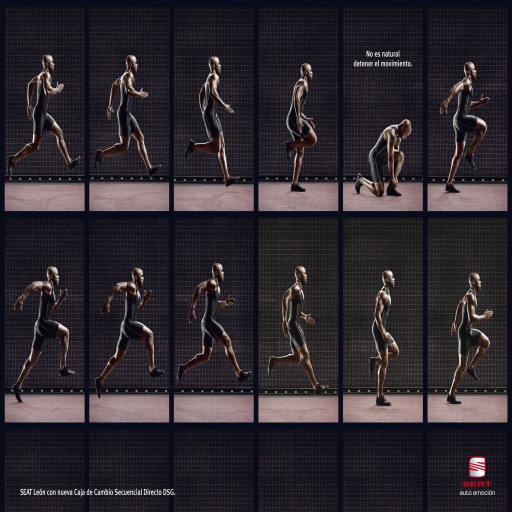 No es natural
detener el movimiento.
SEAT León con nueva Caja de Cambio Secuencial Directo DSG.
SEAT
auto emoción